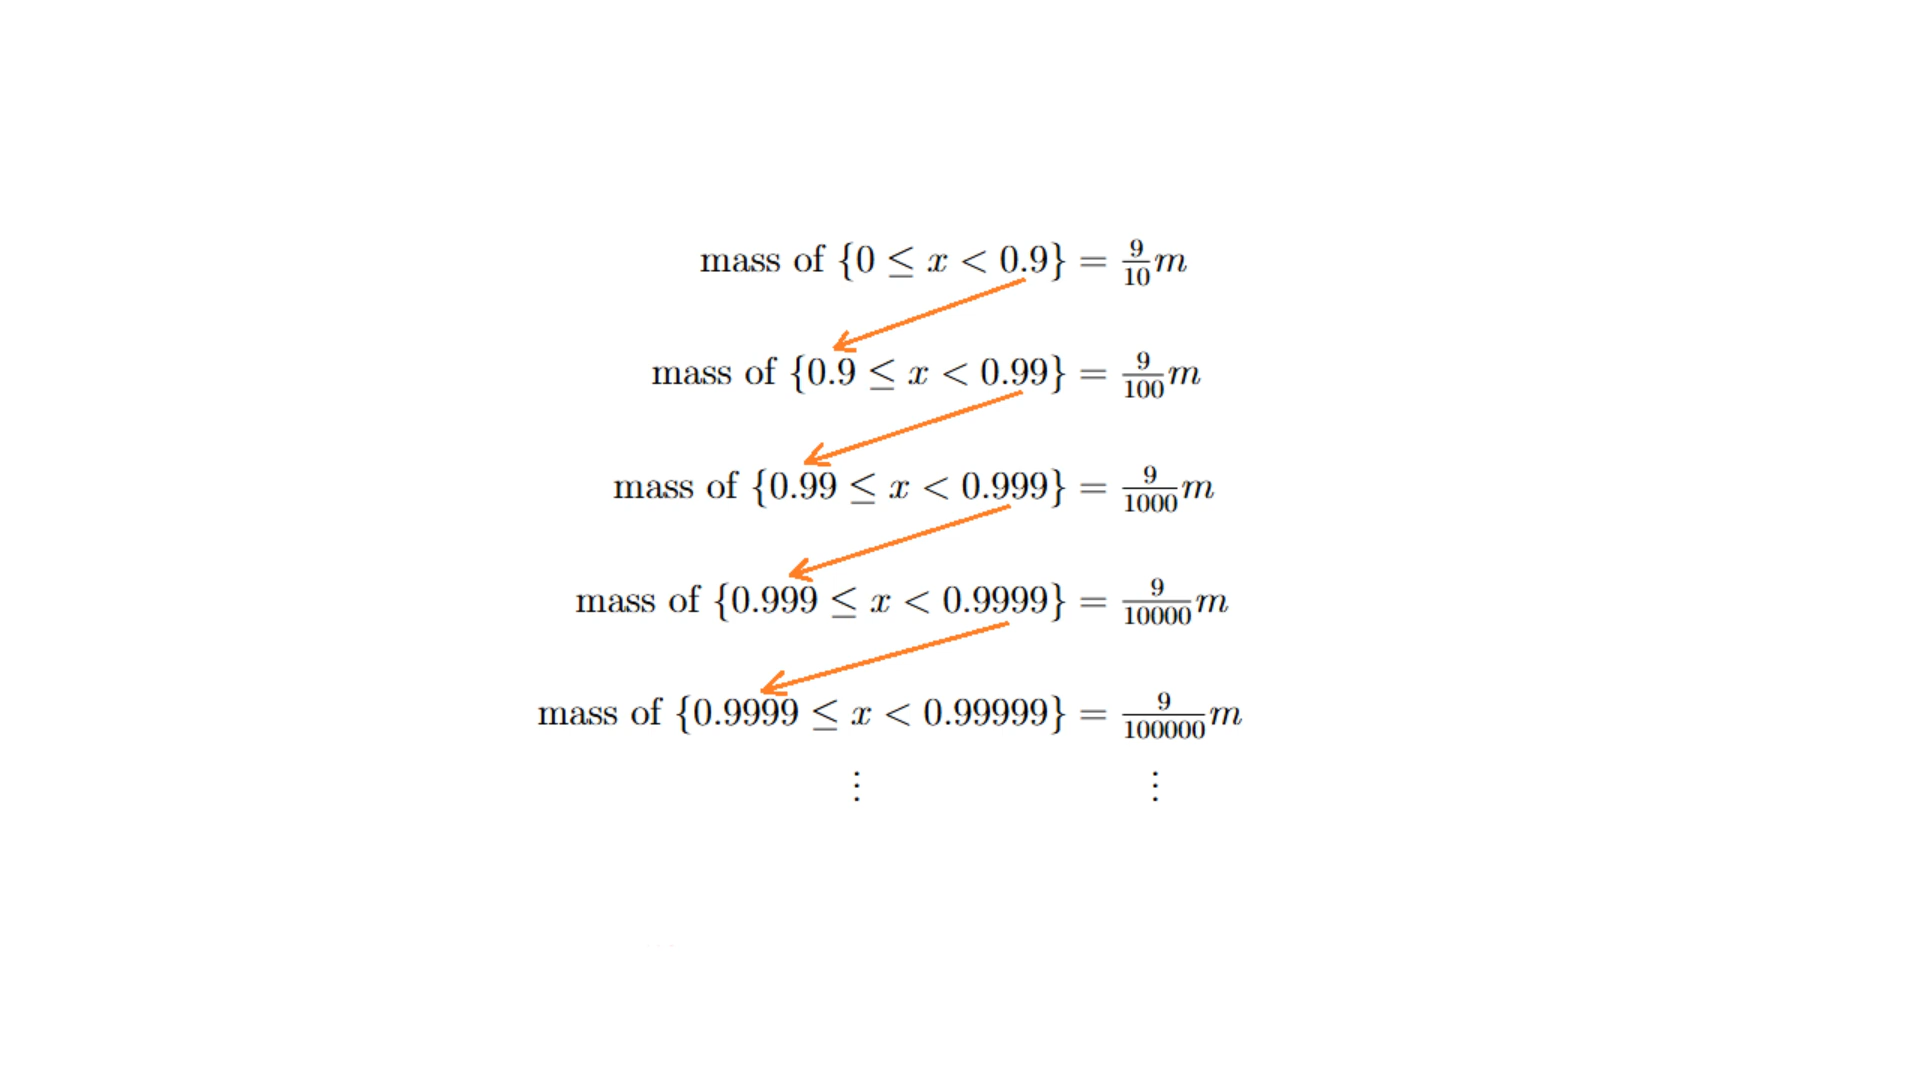 mass of {0 ≤ x < 0.9} = 9/10 m
mass of {0.9 ≤ x < 0.99} = 9/100 m
mass of {0.99 ≤ x < 0.999} = 9/1000 m
mass of {0.999 ≤ x < 0.9999} = 9/10000 m
mass of {0.9999 ≤ x < 0.99999} = 9/100000 m
⋮ ⋮